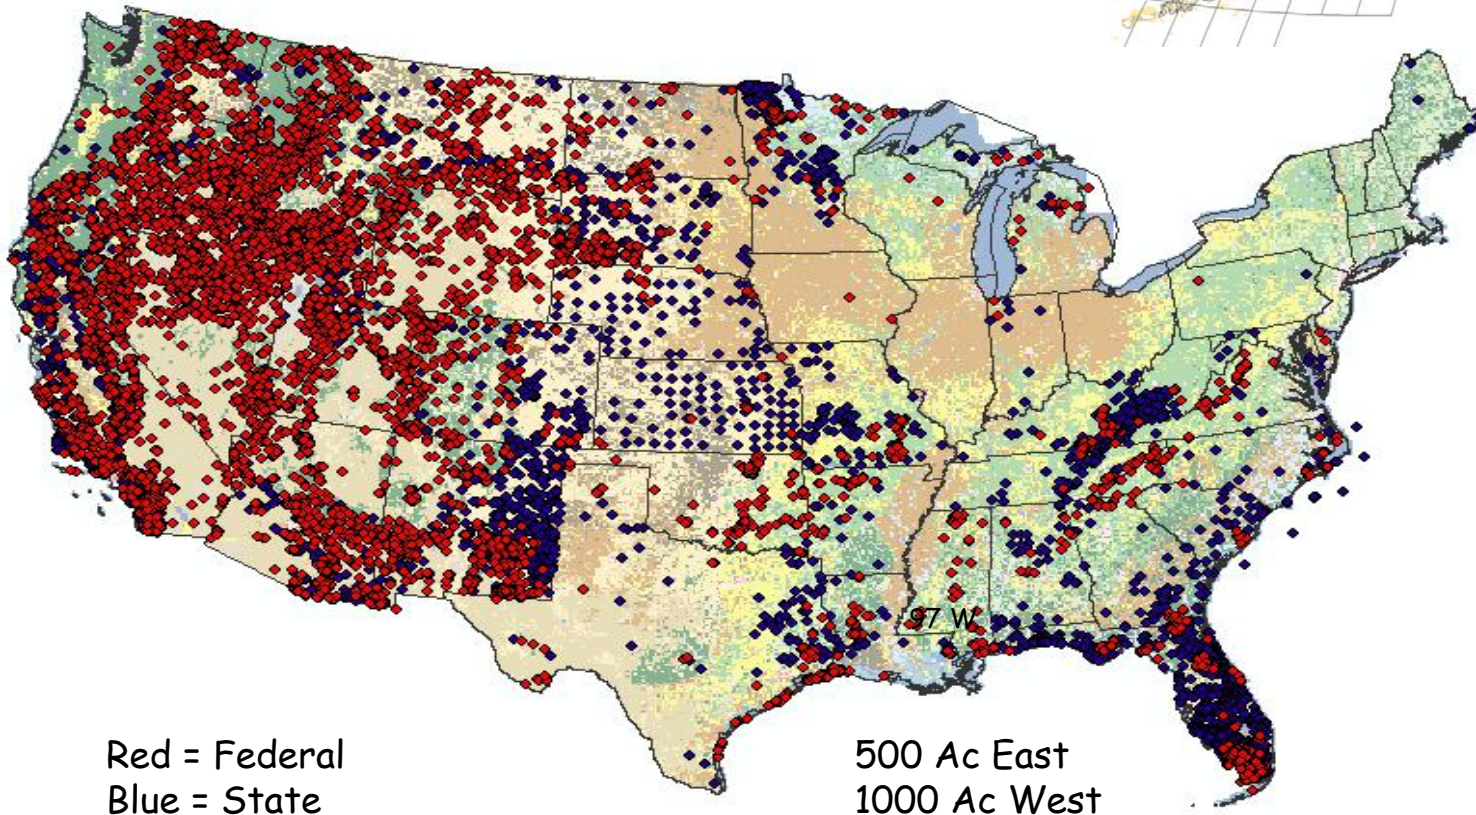 97 W
Red = Federal
Blue = State
500 Ac East
1000 Ac West